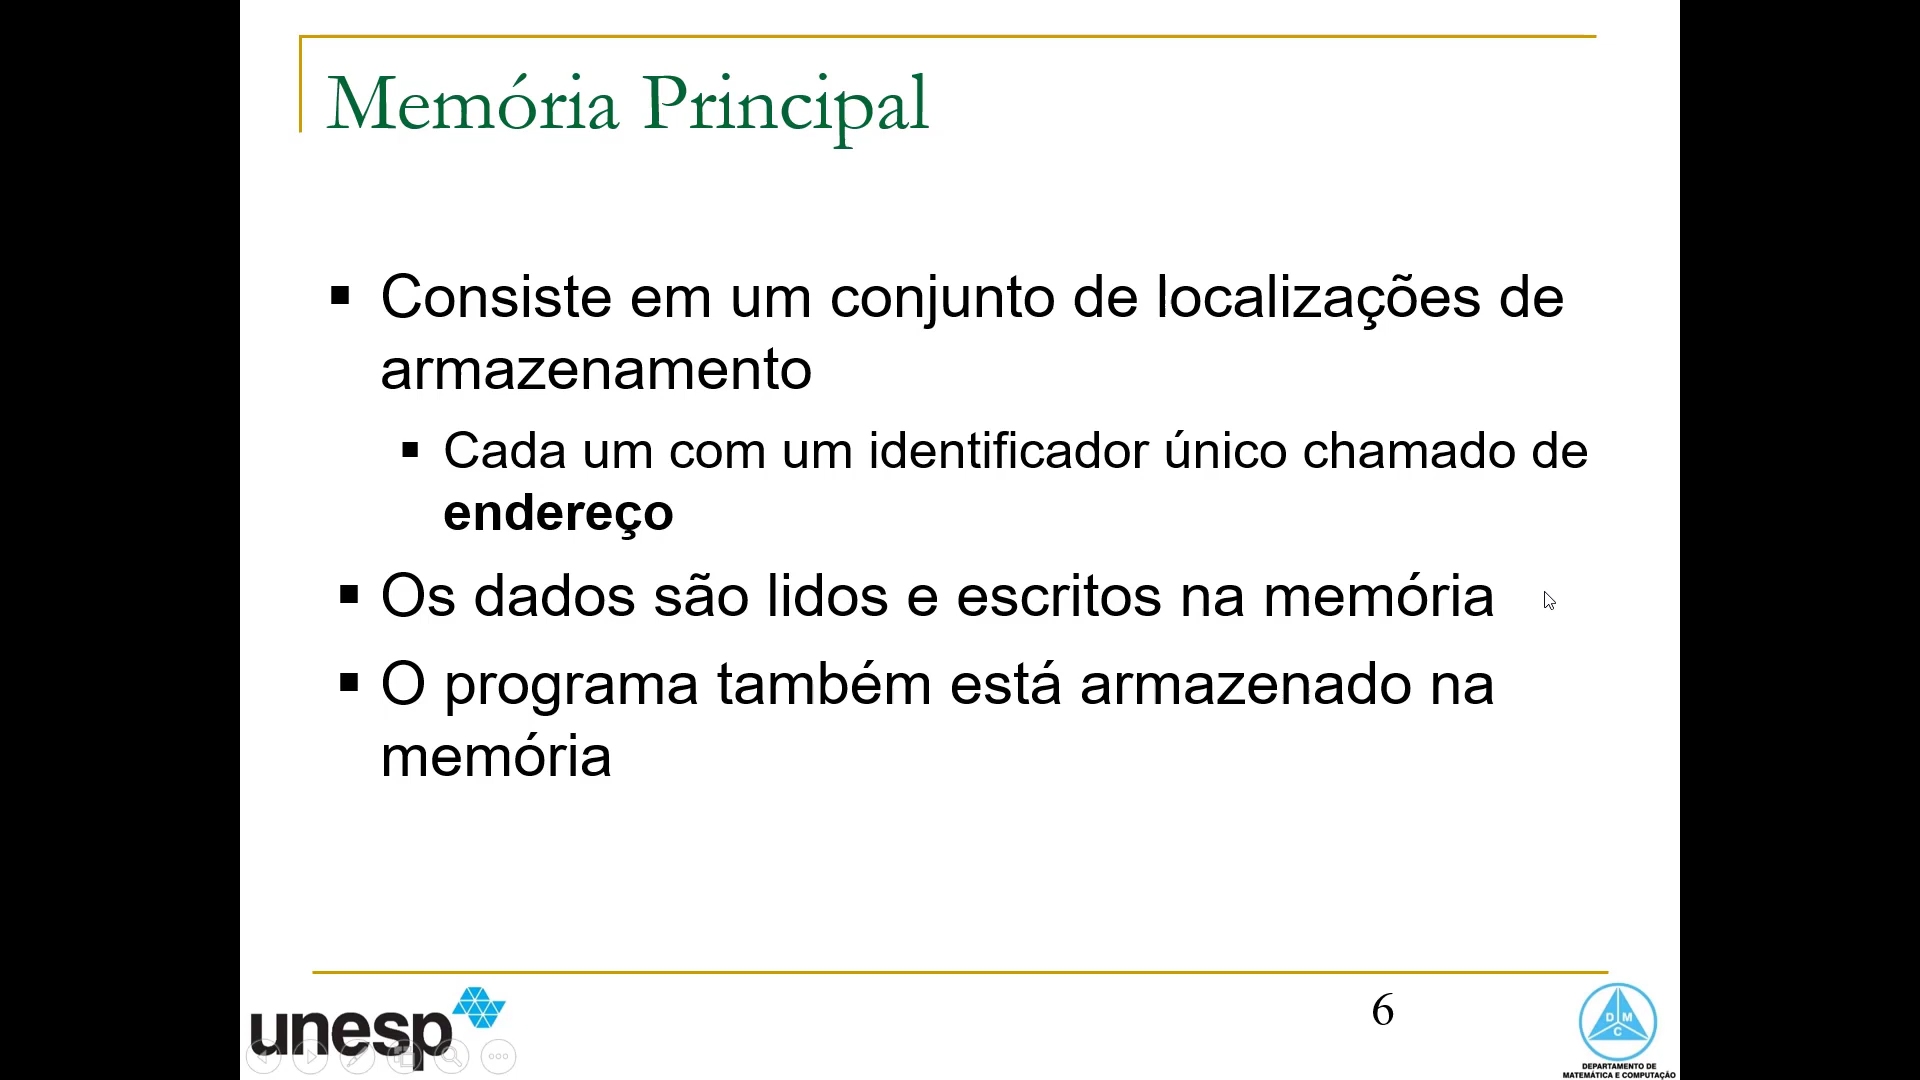 Memória Principal
▪ Consiste em um conjunto de localizações de
armazenamento
▪ Cada um com um identificador único chamado de
endereço
▪ Os dados são lidos e escritos na memória
▪ O programa também está armazenado na
memória
unesp
6
D M
C
DEPARTAMENTO DE
MATEMÁTICA E COMPUTAÇÃO